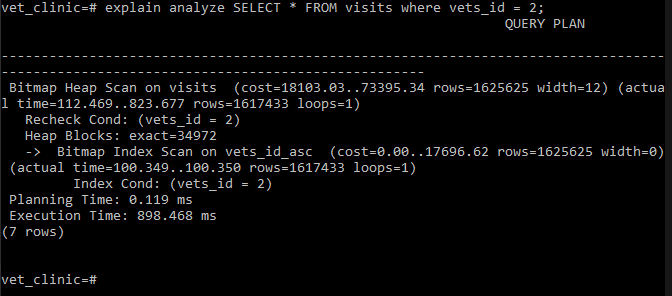 vet_clinic=# explain analyze SELECT * FROM visits where vets_id = 2;
QUERY PLAN
-----------------------------------------------------------------------------------
-----------------------------------------------------
Bitmap Heap Scan on visits  (cost=18103.03..73395.34 rows=1625625 width=12) (actua
l time=112.469..823.677 rows=1617433 loops=1)
Recheck Cond: (vets_id = 2)
Heap Blocks: exact=34972
->  Bitmap Index Scan on vets_id_asc  (cost=0.00..17696.62 rows=1625625 width=0)
(actual time=100.349..100.350 rows=1617433 loops=1)
Index Cond: (vets_id = 2)
Planning Time: 0.119 ms
Execution Time: 898.468 ms
(7 rows)
vet_clinic=#